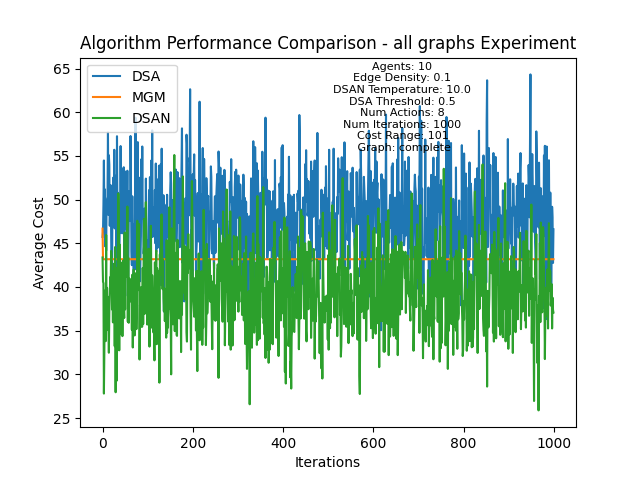 Algorithm Performance Comparison - all graphs Experiment
DSA
MGM
DSAN
Agents: 10
Edge Density: 0.1
DSAN Temperature: 10.0
DSA Threshold: 0.5
Num Actions: 8
Num Iterations: 1000
Cost Range: 101
Graph: complete
Average Cost
65
60
55
50
45
40
35
30
25
0
200
400
600
800
1000
Iterations